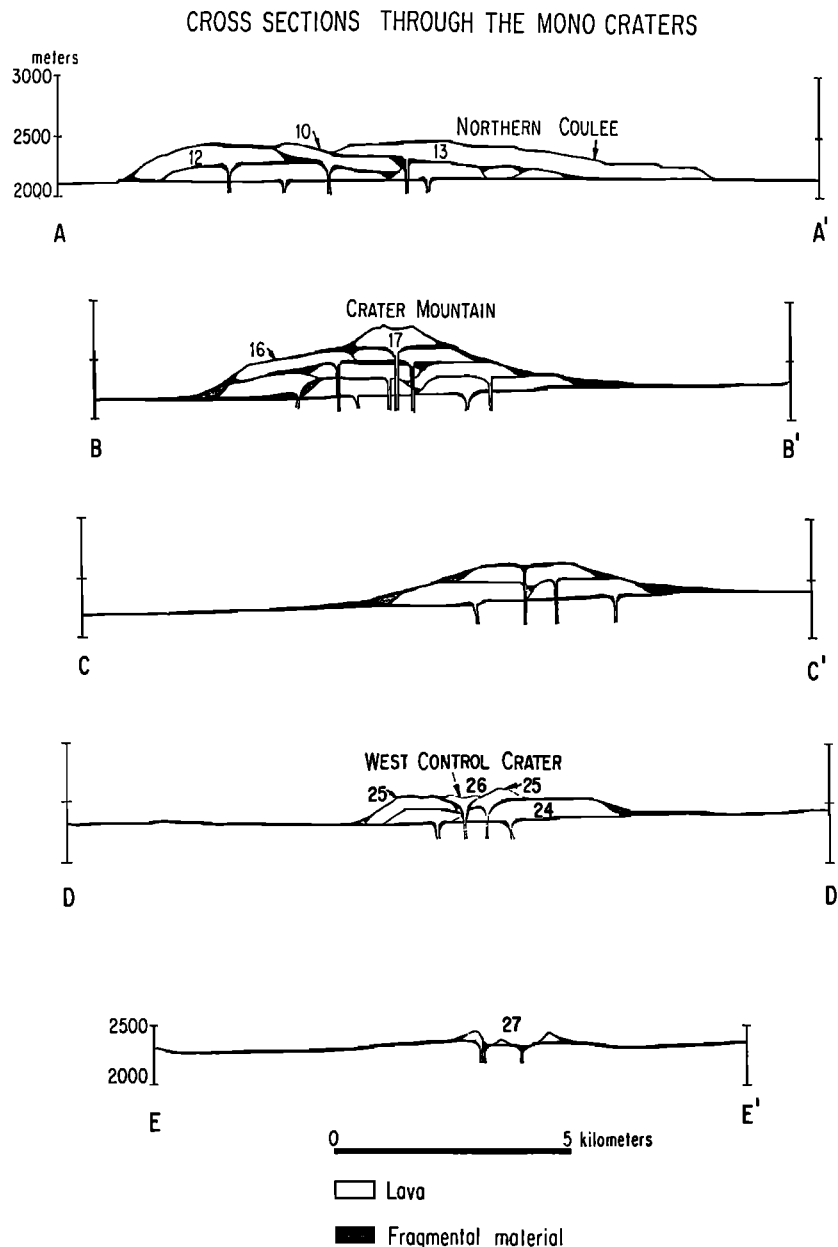 CROSS SECTIONS THROUGH THE MONO CRATERS
meters
3000
2500
2000
10
NORTHERN COULEE
12
13
A
A'
CRATER MOUNTAIN
16
17
B
B'
C
C'
WEST CONTROL CRATER
25
26
25
24
D
D
2500
2000
27
E
E'
0
5 kilometers
Lava
Fragmental material